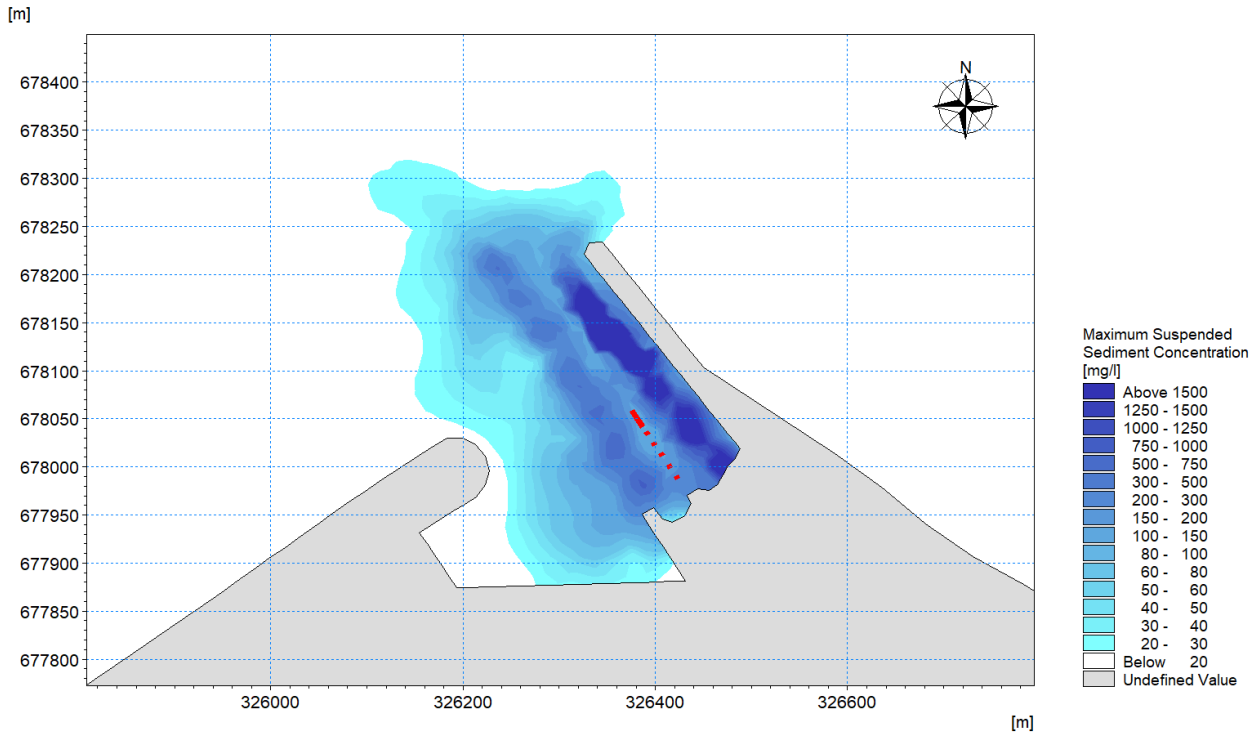 [m]
N
678400
678350
678300
678250
678200
678150
678100
678050
678000
677950
677900
677850
677800
326000 326200 326400 326600
[m]
Maximum Suspended
Sediment Concentration
[mg/l]
Above 1500
1250 - 1500
1000 - 1250
750 - 1000
500 - 750
300 - 500
200 - 300
150 - 200
100 - 150
80 - 100
60 - 80
50 - 60
40 - 50
30 - 40
20 - 30
Below 20
Undefined Value